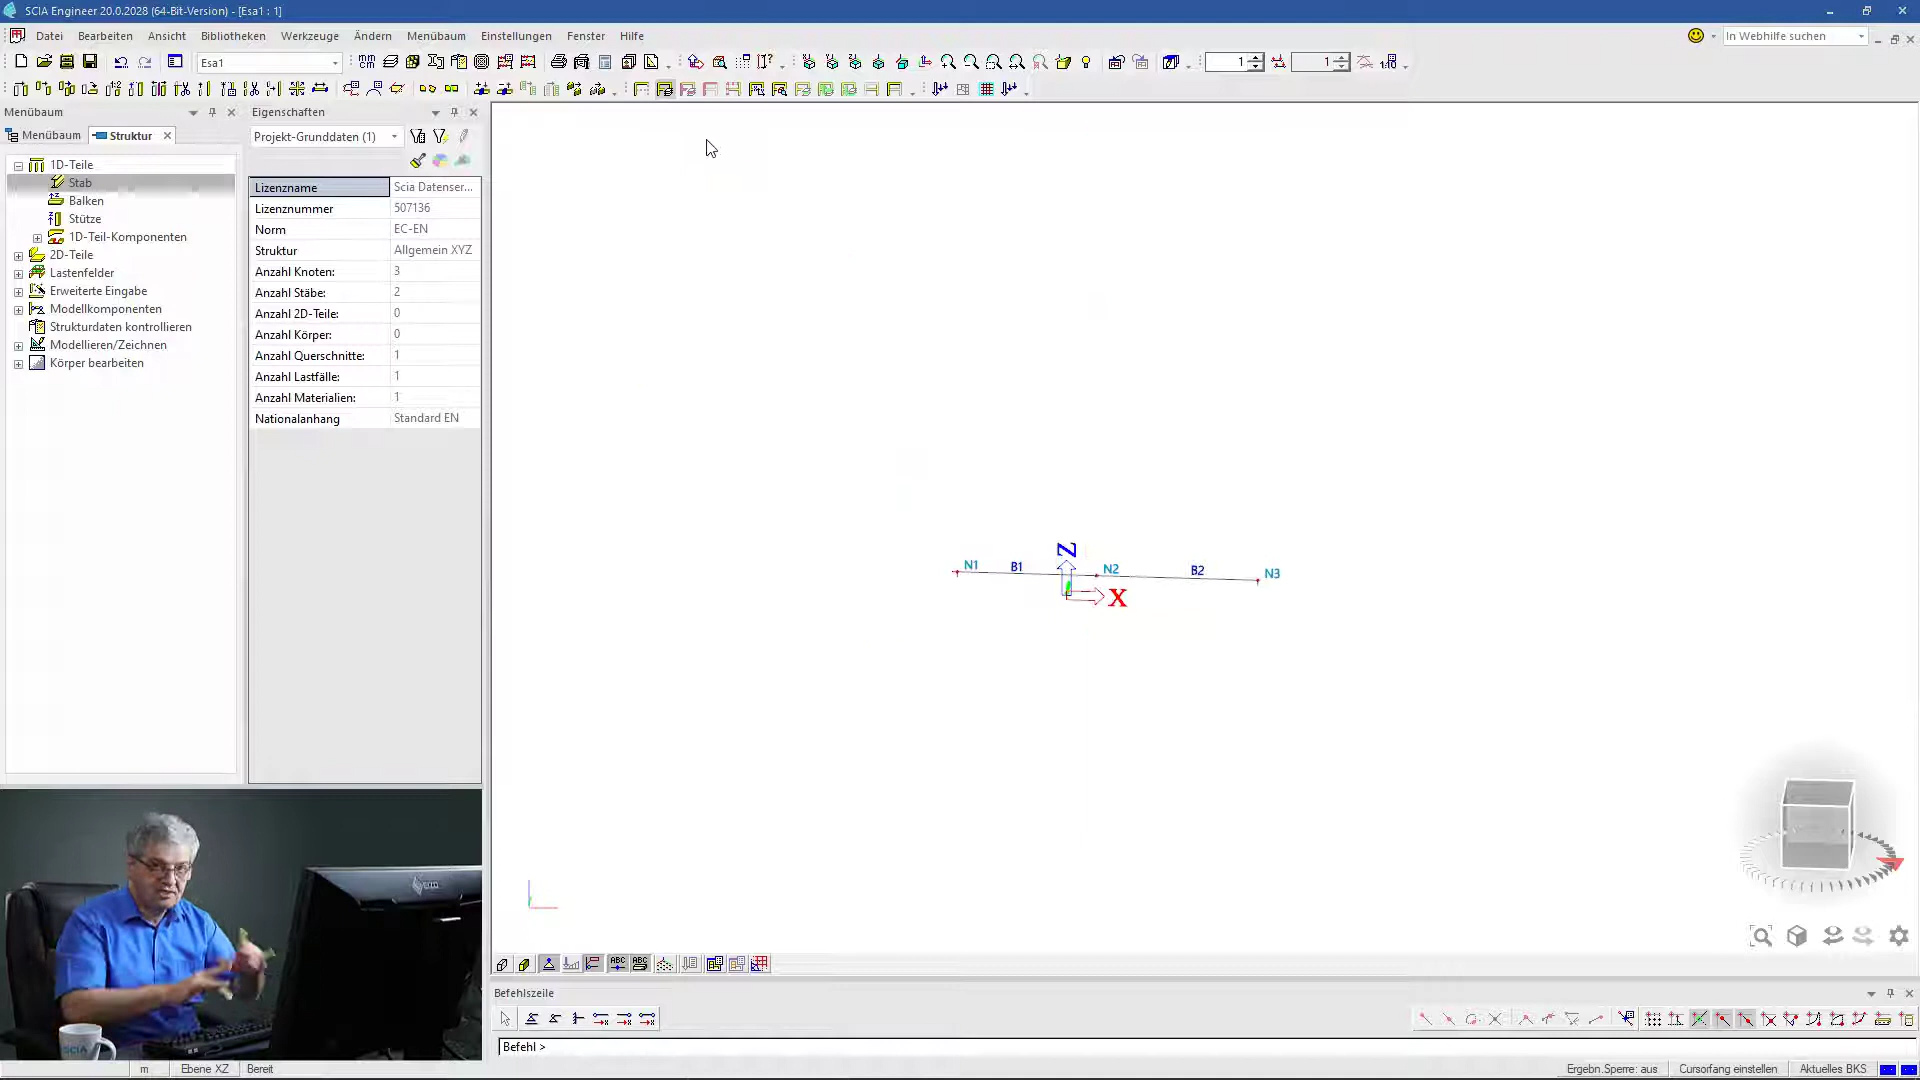 SCIA Engineer 20.0.2028 (64-Bit-Version) - [Esa1 : 1]
Datei Bearbeiten Ansicht Bibliotheken Werkzeuge Ändern Menübaum Einstellungen Fenster Hilfe In Webhilfe suchen
Esa1 1 1
Menübaum
Menübaum Struktur
1D-Teile
Stab
Balken
Stütze
1D-Teil-Komponenten
2D-Teile
Lastenfelder
Erweiterte Eingabe
Modellkomponenten
Strukturdaten kontrollieren
Modellieren/Zeichnen
Körper bearbeiten
Eigenschaften
Projekt-Grunddaten (1)
Lizenzname Scia Datenser...
Lizenznummer 507136
Norm EC-EN
Struktur Allgemein XYZ
Anzahl Knoten: 3
Anzahl Stäbe: 2
Anzahl 2D-Teile: 0
Anzahl Körper: 0
Anzahl Querschnitte: 1
Anzahl Lastfälle: 1
Anzahl Materialien: 1
Nationalanhang Standard EN
Z
N1 B1 N2 B2 N3
X
SCIA
ABC ABC
Befehlszeile
Befehl >
m Ebene XZ Bereit Ergebn.Sperre: aus Cursorfang einstellen Aktuelles BKS